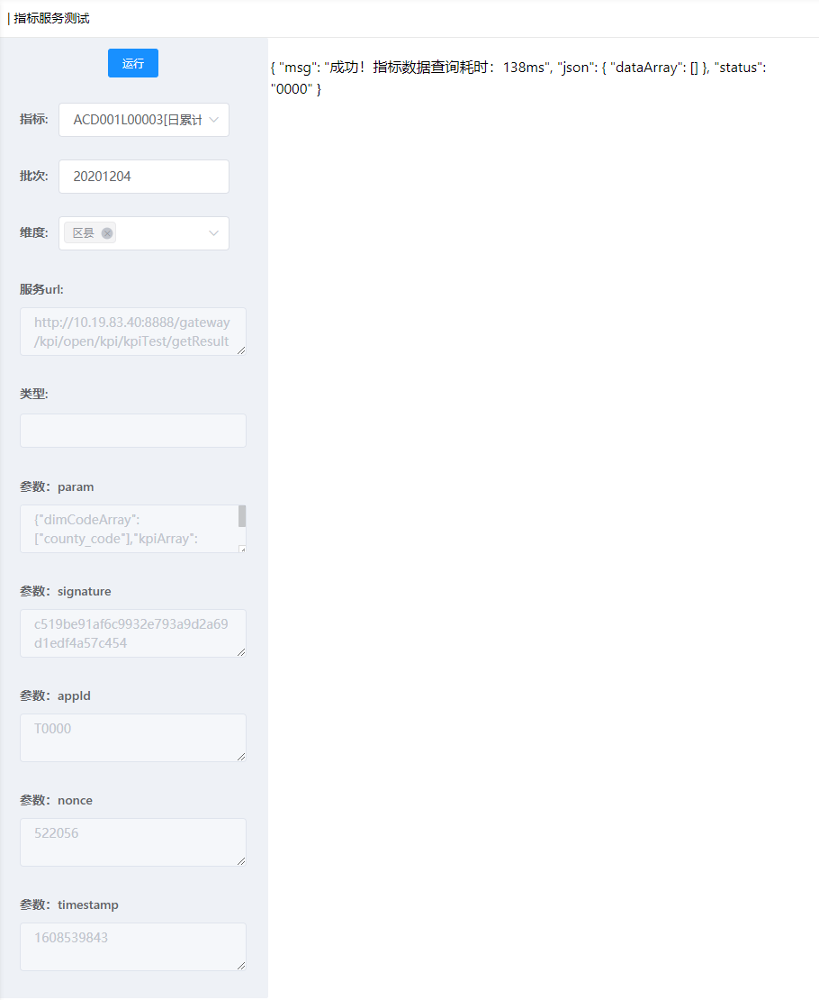 | 指标服务测试
运行
{ "msg": "成功！指标数据查询耗时：138ms", "json": { "dataArray": [] }, "status":
"0000" }
指标:
ACD001L00003[日累计
批次:
20201204
维度:
区县
服务url:
http://10.19.83.40:8888/gateway
/kpi/open/kpi/kpiTest/getResult
类型:
参数：param
{"dimCodeArray":
["county_code"],"kpiArray":
参数：signature
c519be91af6c9932e793a9d2a69
d1edf4a57c454
参数：appId
T0000
参数：nonce
522056
参数：timestamp
1608539843